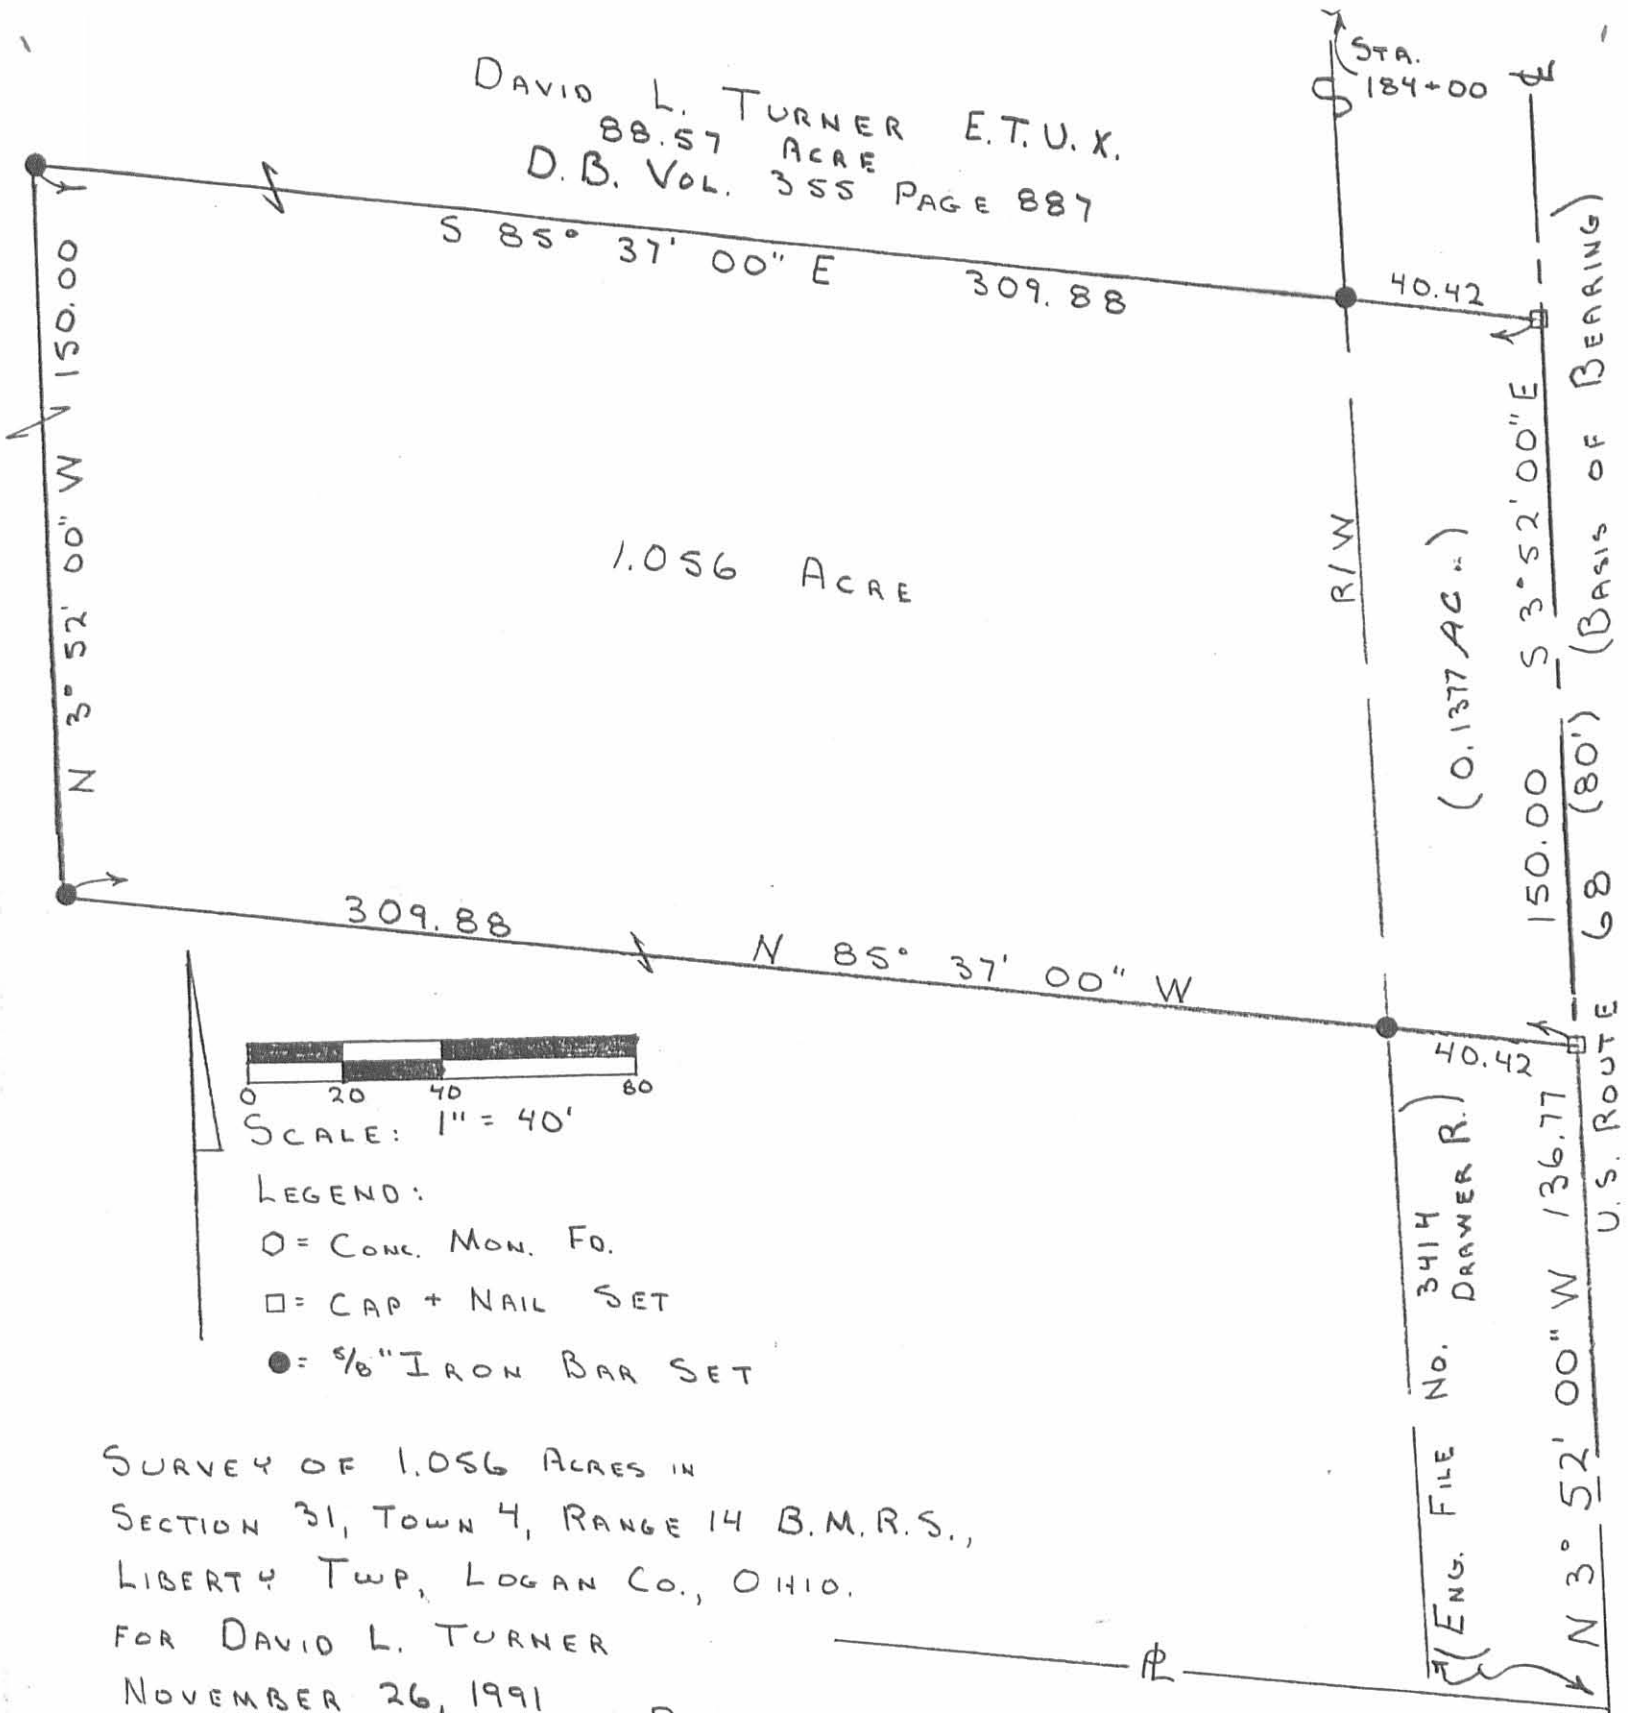 DAVID L. TURNER E.T.U.X.
88.57 ACRE
D.B. VOL. 355 PAGE 887
(STA.
184+00
S 85° 37' 00" E 309.88
40.42
N 3° 52' 00" W 150.00
1.056 ACRE
R/W
(0.1377 AC..)
150.00 S 3° 52' 00" E
U.S. ROUTE 68 (80') (BASIS OF BEARING)
309.88 N 85° 37' 00" W
40.42
0 20 40 80
SCALE: 1" = 40'
LEGEND:
O = CONC. MON. FD.
□ = CAP + NAIL SET
● = 5/8" IRON BAR SET
(ENG. FILE NO. 3414)
DRAWER R.)
N 3° 52' 00" W 136.77
SURVEY OF 1.056 ACRES IN
SECTION 31, TOWN 4, RANGE 14 B.M.R.S.,
LIBERTY TWP, LOGAN CO., OHIO.
FOR DAVID L. TURNER
NOVEMBER 26, 1991